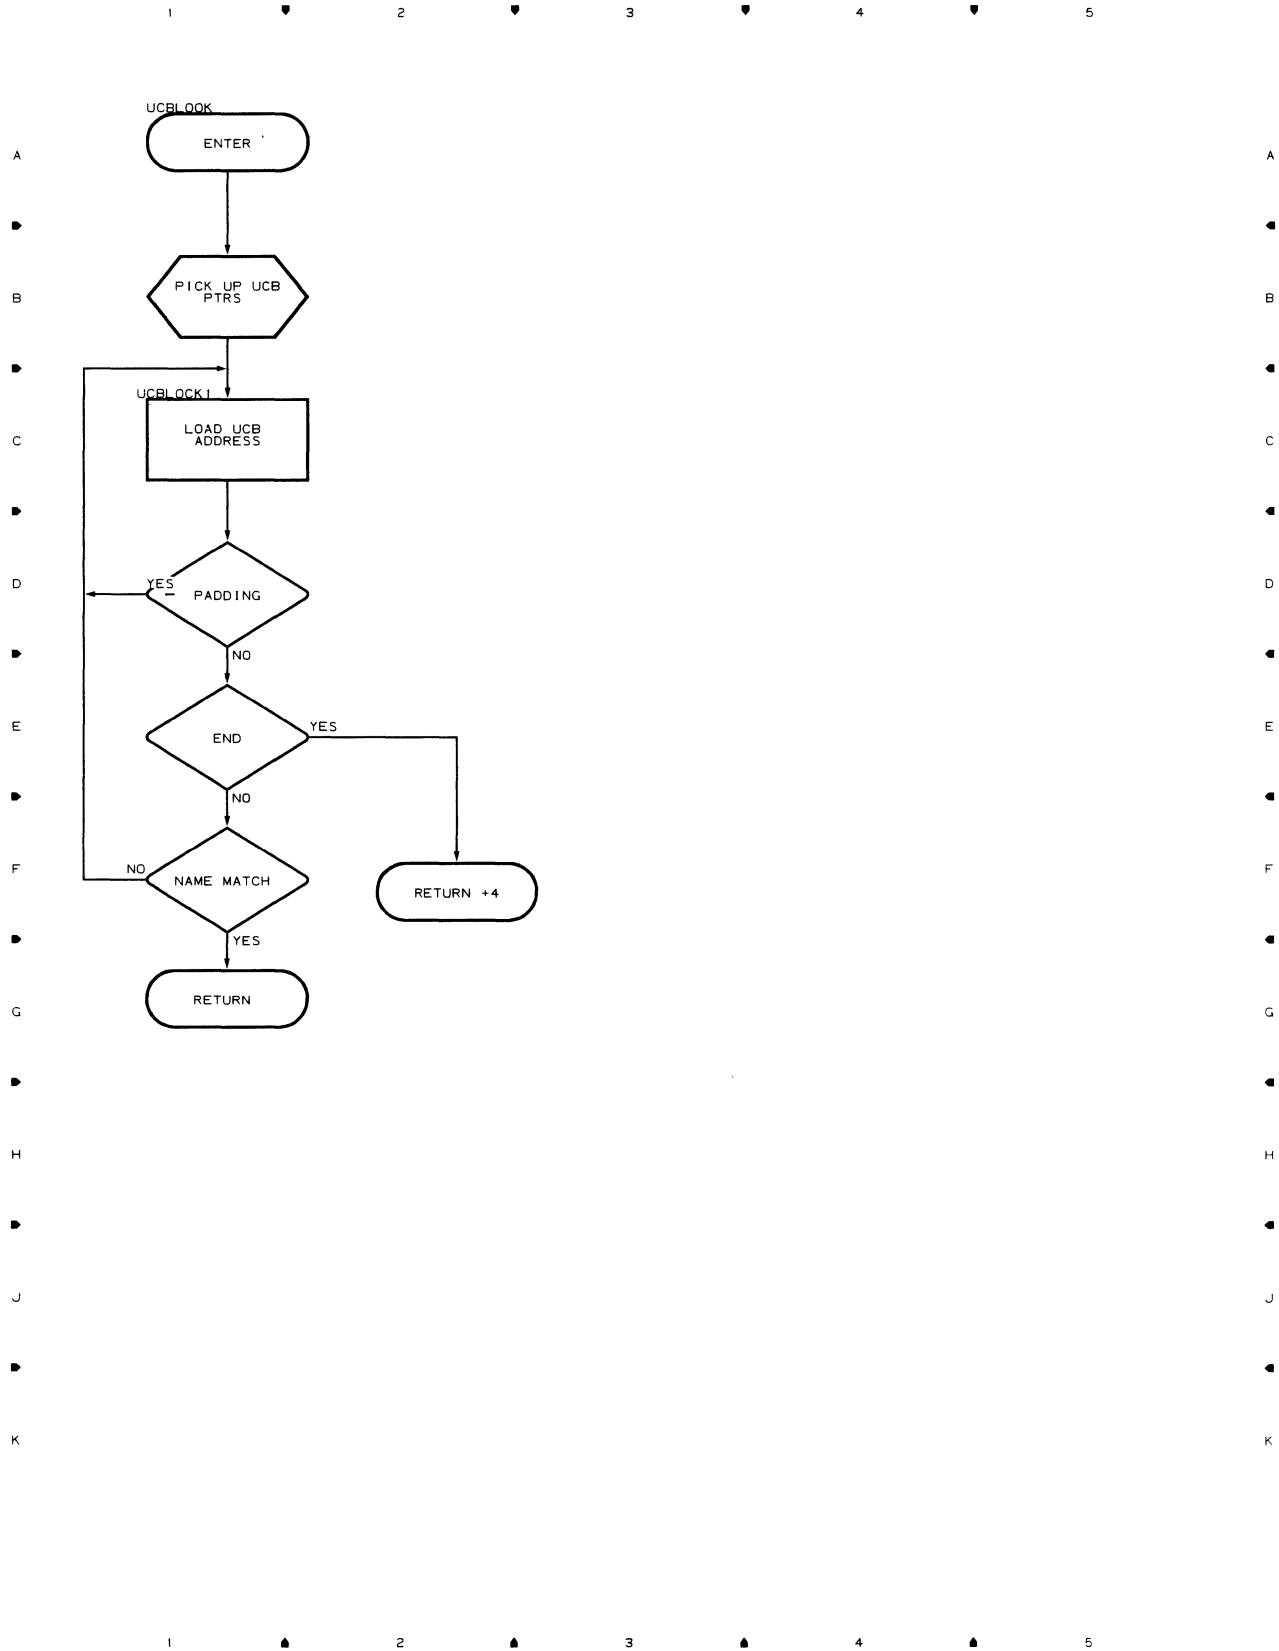 1 2 3 4 5
UCBLOOK
ENTER
A A
PICK UP UCB
PTRS
B B
UCBLOCK1
LOAD UCB
ADDRESS
C C
YES
PADDING
D D
NO
YES
END
E E
NO
NO
NAME MATCH
RETURN +4
F F
YES
RETURN
G G
H H
J J
K K
1 2 3 4 5